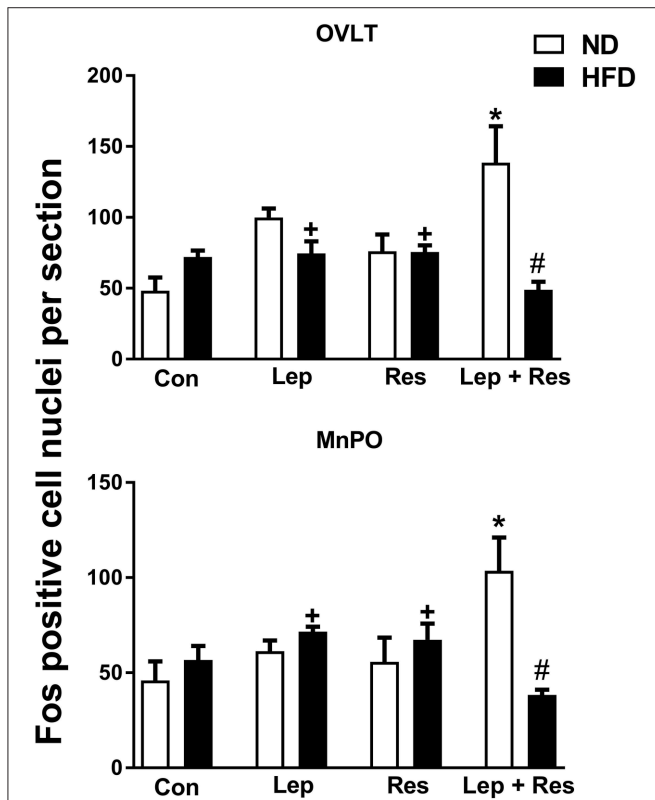 OVLT
ND
HFD
Fos positive cell nuclei per section
200
150
100
50
0
*
+
+
#
Con Lep Res Lep + Res
MnPO
150
100
50
0
*
+
+
#
Con Lep Res Lep + Res